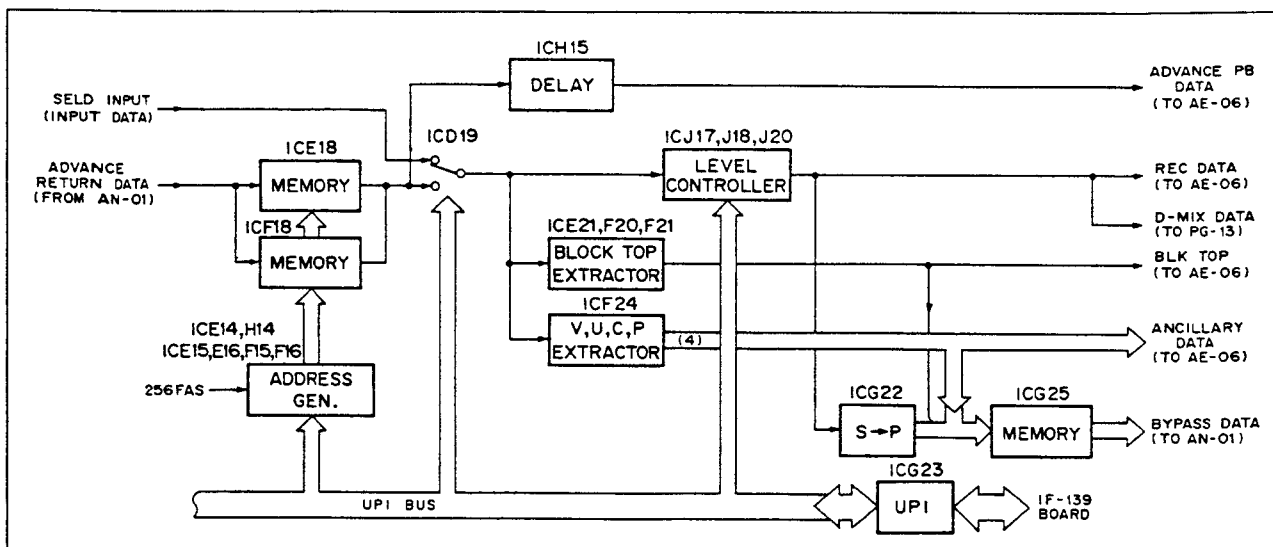 ICH15
DELAY
ADVANCE PB
DATA
(TO AE-06)
SELD INPUT
(INPUT DATA)
ICD19
ICE18
MEMORY
ADVANCE
RETURN DATA
(FROM AN-01)
ICF18
MEMORY
ICJ17, J18, J20
LEVEL
CONTROLLER
REC DATA
(TO AE-06)
D-MIX DATA
(TO PG-13)
ICE21, F20, F21
BLOCK TOP
EXTRACTOR
BLK TOP
(TO AE-06)
ICF24
V, U, C, P
EXTRACTOR
(4)
ANCILLARY
DATA
(TO AE-06)
ICE14, H14
ICE15, E16, F15, F16
256FAS
ADDRESS
GEN.
ICG22
S→P
ICG25
MEMORY
BYPASS DATA
(TO AN-01)
UPI BUS
ICG23
UPI
IF-139
BOARD